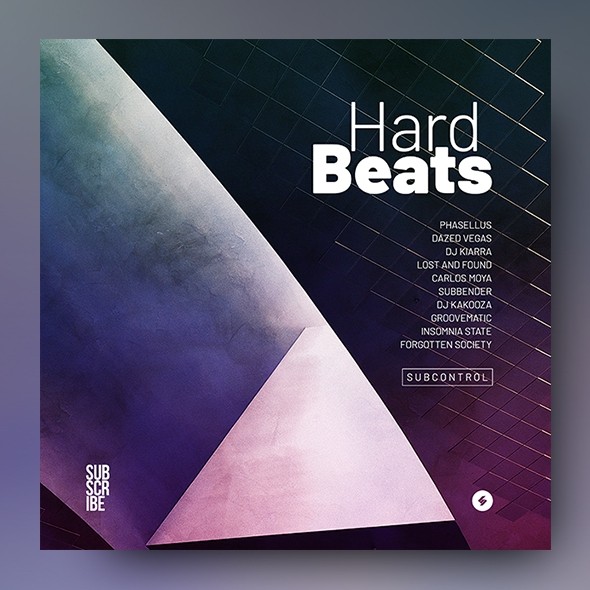 Hard
Beats
PHASELLUS
DAZED VEGAS
DJ KIARRA
LOST AND FOUND
CARLOS MOYA
SUBBENDER
DJ KAKOOZA
GROOVEMATIC
INSOMNIA STATE
FORGOTTEN SOCIETY
SUBCONTROL
SUB
SCR
IBE